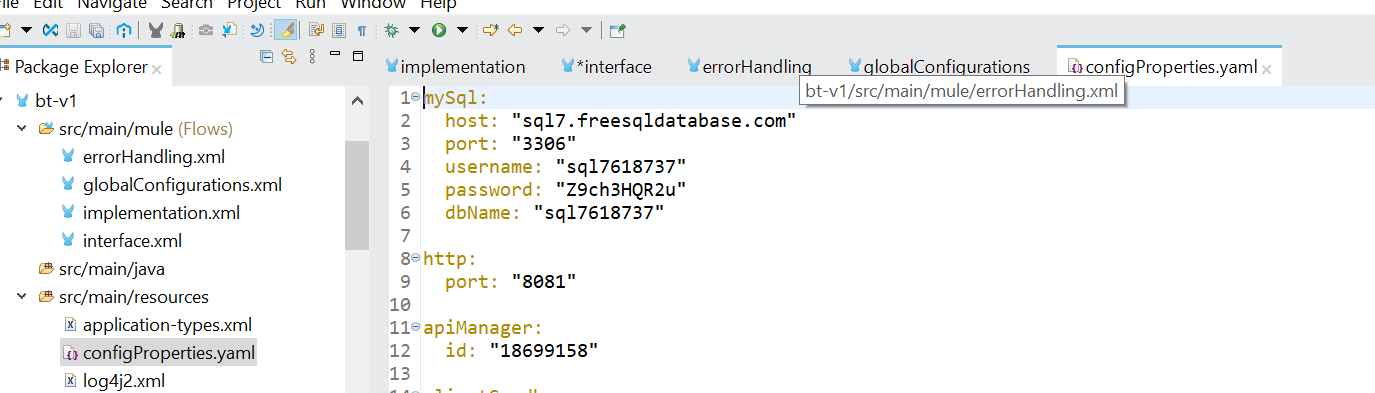 File Edit Navigate Search Project Run Window Help
Package Explorer
implementation
*interface
errorHandling
globalConfigurations
configProperties.yaml
bt-v1/src/main/mule/errorHandling.xml
bt-v1
src/main/mule (Flows)
errorHandling.xml
globalConfigurations.xml
implementation.xml
interface.xml
src/main/java
src/main/resources
application-types.xml
configProperties.yaml
log4j2.xml
1 mySql:
2 host: "sql7.freesqldatabase.com"
3 port: "3306"
4 username: "sql7618737"
5 password: "Z9ch3HQR2u"
6 dbName: "sql7618737"
7
8 http:
9 port: "8081"
10
11 apiManager:
12 id: "18699158"
13